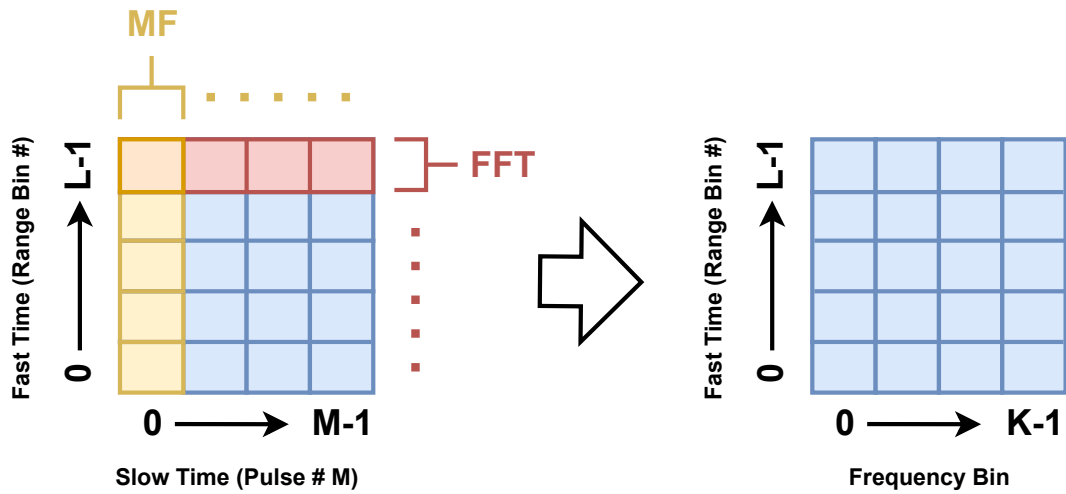 MF
FFT
Fast Time (Range Bin #)
0
L-1
0
M-1
Slow Time (Pulse # M)
Fast Time (Range Bin #)
0
L-1
0
K-1
Frequency Bin